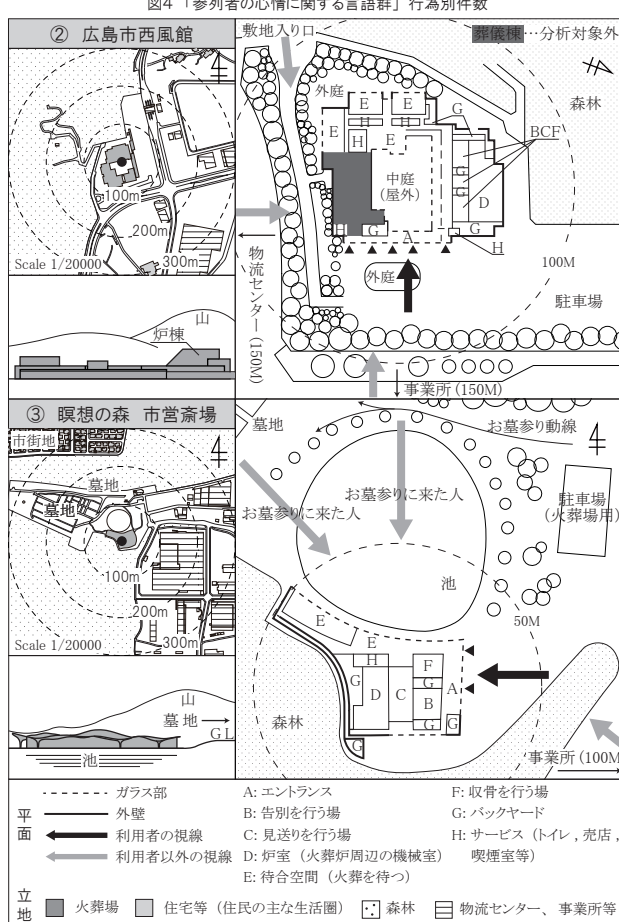 図4 「参列者の心情に関する言語群」行為別件数
② 広島市西風館
100m
200m
300m
Scale 1/20000
山
炉棟
敷地入り口
葬儀棟…分析対象外
外庭
森林
E E
H H
G
BCF
E
H
E
中庭
(屋外)
G
G
D
H
G
A
G
H
外庭
100M
駐車場
物流センター (150M)
事業所 (150M)
③ 瞑想の森 市営斎場
市街地
墓地
墓地
100m
200m
300m
Scale 1/20000
山
墓地
GL
池
墓地
お墓参り動線
お墓参りに来た人
お墓参りに来た人
駐車場
(火葬場用)
池
50M
E
E
H
F
G
D
C
G
A
B
G
G
G
森林
事業所 (100M
平面
ガラス部
外壁
利用者の視線
利用者以外の視線
A: エントランス
B: 告別を行う場
C: 見送りを行う場
D: 炉室 (火葬炉周辺の機械室)
E: 待合空間 (火葬を待つ)
F: 収骨を行う場
G: バックヤード
H: サービス (トイレ , 売店 ,
喫煙室等)
立地
火葬場
住宅等 (住民の主な生活圏)
森林
物流センター、事業所等